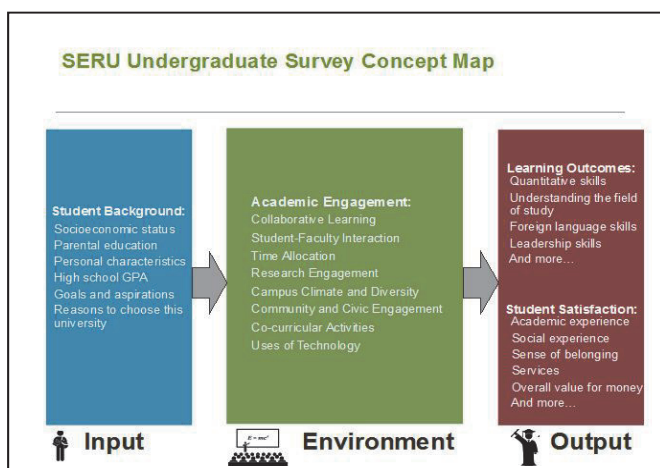 SERU Undergraduate Survey Concept Map
Student Background:
Socioeconomic status
Parental education
Personal characteristics
High school GPA
Goals and aspirations
Reasons to choose this
university
Academic Engagement:
Collaborative Learning
Student-Faculty Interaction
Time Allocation
Research Engagement
Campus Climate and Diversity
Community and Civic Engagement
Co-curricular Activities
Uses of Technology
Learning Outcomes:
Quantitative skills
Understanding the field
of study
Foreign language skills
Leadership skills
And more...
Student Satisfaction:
Academic experience
Social experience
Sense of belonging
Services
Overall value for money
And more...
Input
E = mc²
Environment
Output